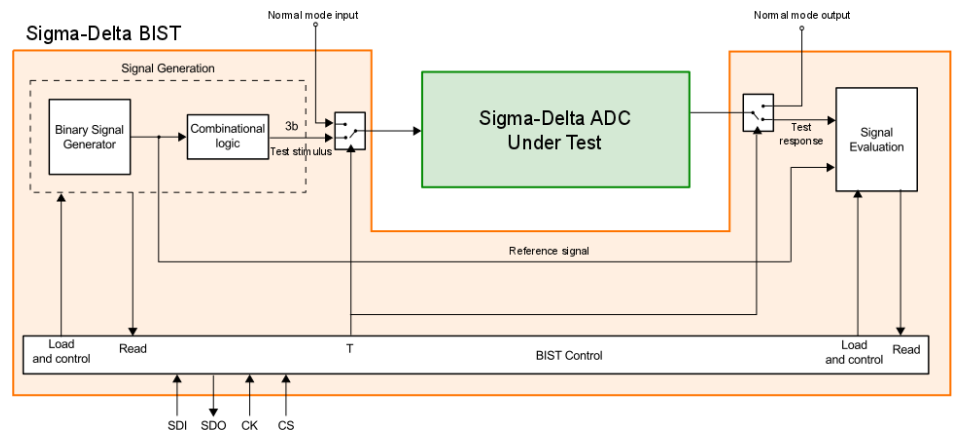 Normal mode input
Normal mode output
Sigma-Delta BIST
Signal Generation
Binary Signal
Generator
Combinational
logic
3b
Test stimulus
Sigma-Delta ADC
Under Test
Test
response
Signal
Evaluation
Reference signal
Load
and control
Read
T
BIST Control
Load
and control
Read
SDI
SDO
CK
CS